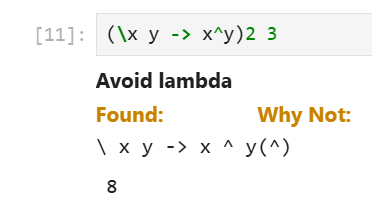 [11]: (\x y -> x^y)2 3
Avoid lambda
Found: Why Not:
\ x y -> x ^ y(^)
8